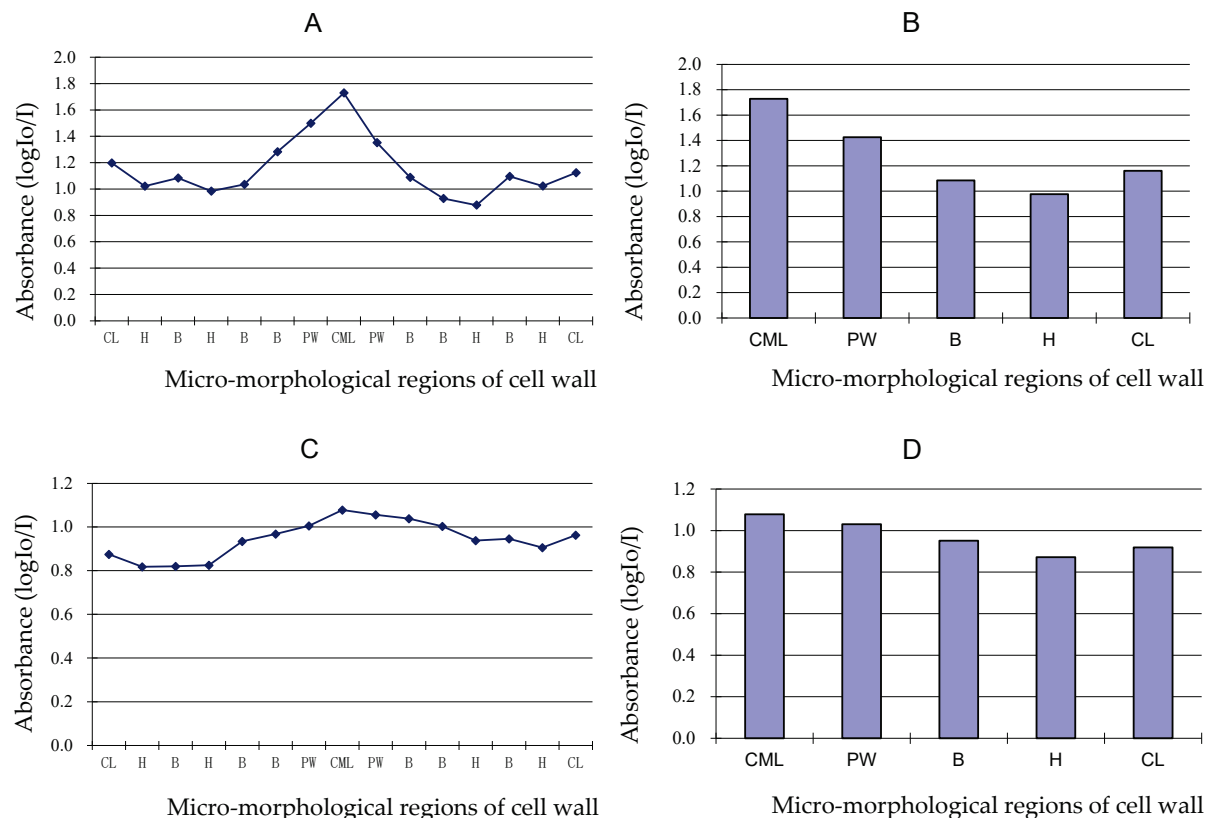 A
Absorbance (logIo/I)
2.0
1.8
1.6
1.4
1.2
1.0
0.8
0.6
0.4
0.2
0.0
CL H B H B B PW CML PW B B H B H CL
Micro-morphological regions of cell wall
B
Absorbance (logIo/I)
2.0
1.8
1.6
1.4
1.2
1.0
0.8
0.6
0.4
0.2
0.0
CML PW B H CL
Micro-morphological regions of cell wall
C
Absorbance (logIo/I)
1.2
1.0
0.8
0.6
0.4
0.2
0.0
CL H B H B B PW CML PW B B H B H CL
Micro-morphological regions of cell wall
D
Absorbance (logIo/I)
1.2
1.0
0.8
0.6
0.4
0.2
0.0
CML PW B H CL
Micro-morphological regions of cell wall